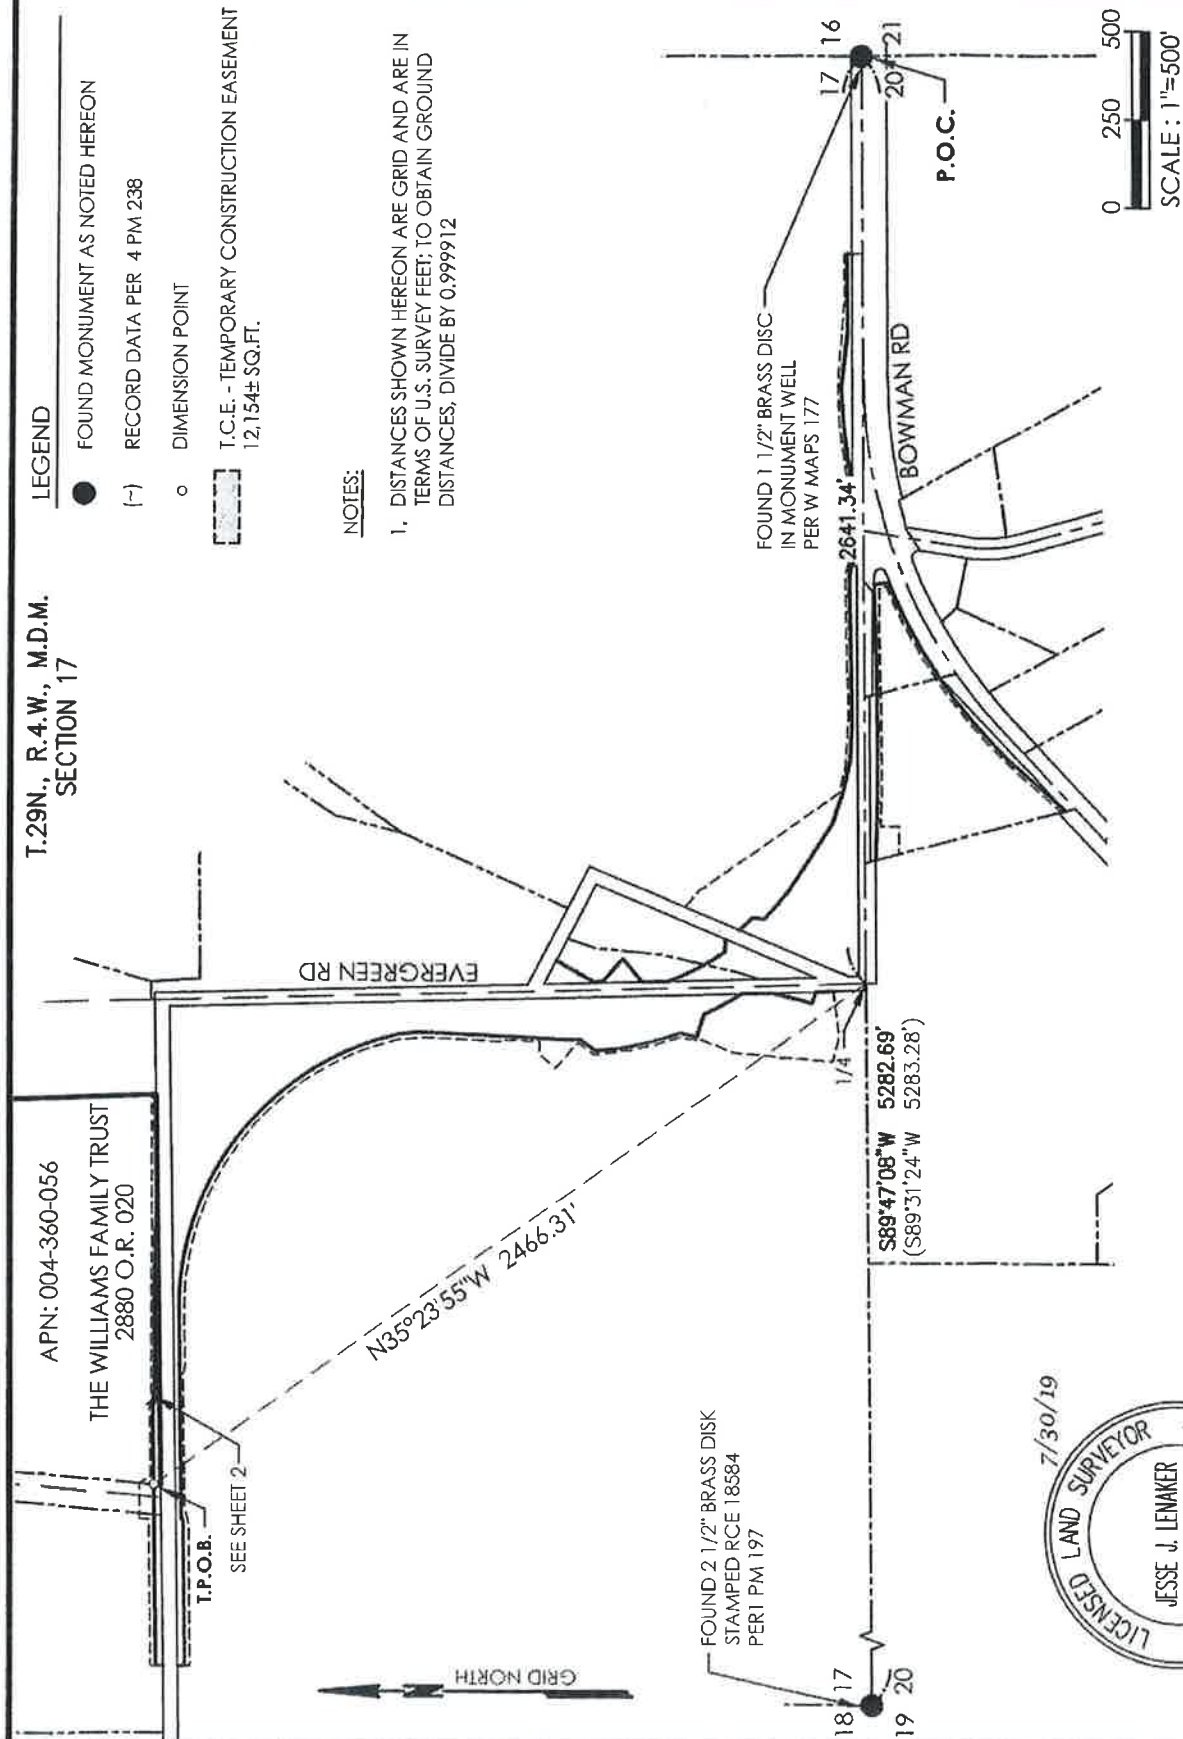 T.29N., R.4.W., M.D.M.
SECTION 17
LEGEND
FOUND MONUMENT AS NOTED HEREON
(~) RECORD DATA PER 4 PM 238
DIMENSION POINT
T.C.E. - TEMPORARY CONSTRUCTION EASEMENT
12,154± SQ.FT.
NOTES:
1. DISTANCES SHOWN HEREON ARE GRID AND ARE IN
TERMS OF U.S. SURVEY FEET; TO OBTAIN GROUND
DISTANCES, DIVIDE BY 0.999912
APN: 004-360-056
THE WILLIAMS FAMILY TRUST
2880 O.R. 020
T.P.O.B.
SEE SHEET 2
EVERGREEN RD
N35°23'55"W 2466.31'
GRID NORTH
FOUND 2 1/2" BRASS DISK
STAMPED RCE 18584
PER1 PM 197
18 17
19 20
1/4
S89°47'08"W 5282.69'
(S89°31'24"W 5283.28')
FOUND 1 1/2" BRASS DISC
IN MONUMENT WELL
PER W MAPS 177
2641.34'
BOWMAN RD
17 16
20 21
P.O.C.
0 250 500
SCALE : 1"=500'
7/30/19
LICENSED LAND SURVEYOR
JESSE J. LENAKER